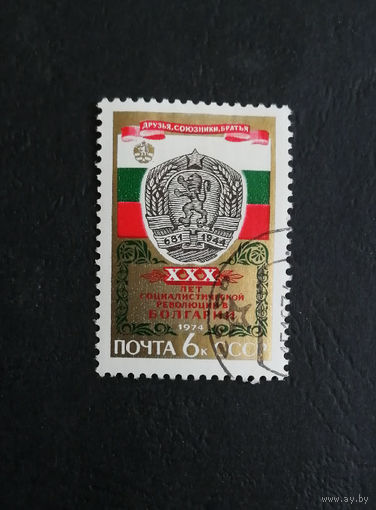 ДРУЗЬЯ, СОЮЗНИКИ, БРАТЬЯ
681 1944
XXX
ЛЕТ
СОЦИАЛИСТИЧЕСКОЙ
РЕВОЛЮЦИИ В
БОЛГАРИИ
1974
ПОЧТА 6К СССР
www.ay.by